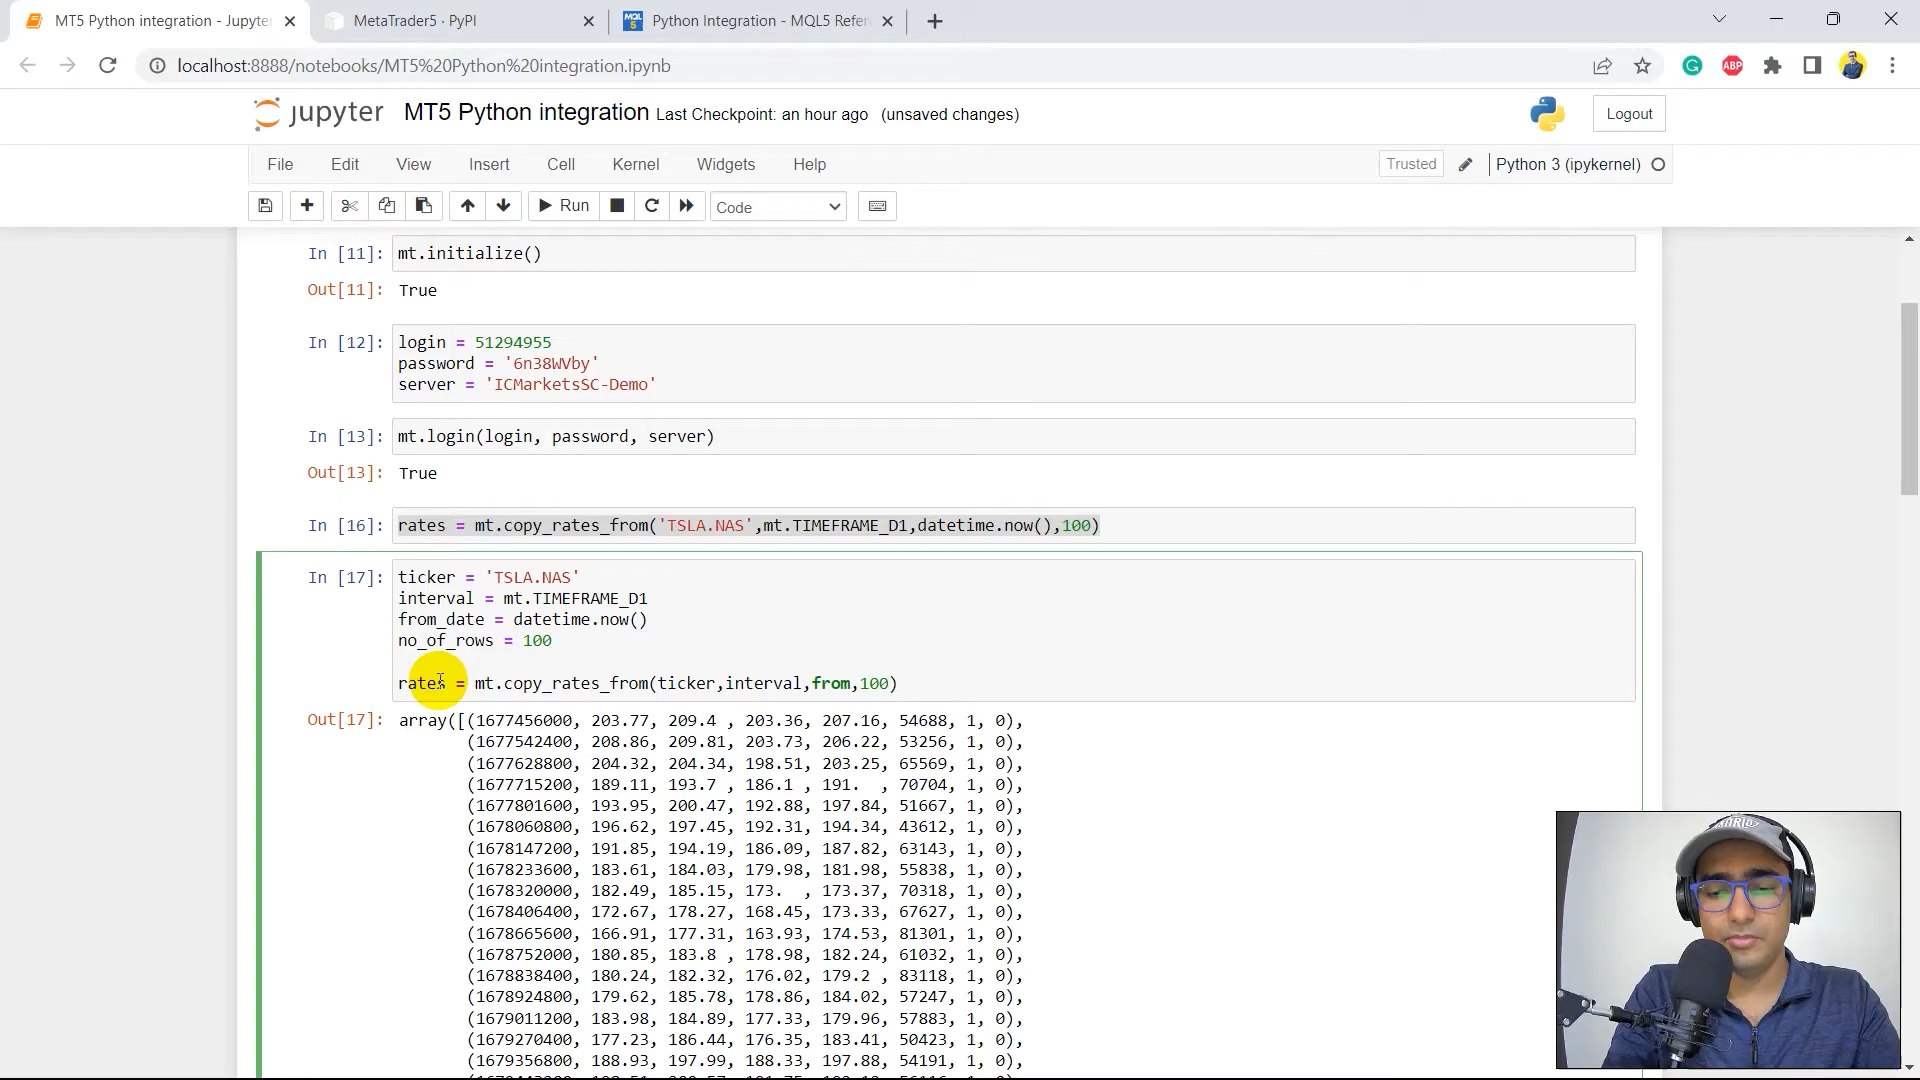 MT5 Python integration - Jupyte
MetaTrader5 · PyPI
Python Integration - MQL5 Refer
localhost:8888/notebooks/MT5%20Python%20integration.ipynb
ABP
jupyter MT5 Python integration Last Checkpoint: an hour ago (unsaved changes)
Logout
File Edit View Insert Cell Kernel Widgets Help
Trusted
Python 3 (ipykernel)
Run
Code
In [11]: mt.initialize()
Out[11]: True
In [12]: login = 51294955
password = '6n38WVby'
server = 'ICMarketsSC-Demo'
In [13]: mt.login(login, password, server)
Out[13]: True
In [16]: rates = mt.copy_rates_from('TSLA.NAS',mt.TIMEFRAME_D1,datetime.now(),100)
In [17]: ticker = 'TSLA.NAS'
interval = mt.TIMEFRAME_D1
from_date = datetime.now()
no_of_rows = 100
rates = mt.copy_rates_from(ticker,interval,from,100)
Out[17]: array([(1677456000, 203.77, 209.4 , 203.36, 207.16, 54688, 1, 0),
(1677542400, 208.86, 209.81, 203.73, 206.22, 53256, 1, 0),
(1677628800, 204.32, 204.34, 198.51, 203.25, 65569, 1, 0),
(1677715200, 189.11, 193.7 , 186.1 , 191.  , 70704, 1, 0),
(1677801600, 193.95, 200.47, 192.88, 197.84, 51667, 1, 0),
(1678060800, 196.62, 197.45, 192.31, 194.34, 43612, 1, 0),
(1678147200, 191.85, 194.19, 186.09, 187.82, 63143, 1, 0),
(1678233600, 183.61, 184.03, 179.98, 181.98, 55838, 1, 0),
(1678320000, 182.49, 185.15, 173.  , 173.37, 70318, 1, 0),
(1678406400, 172.67, 178.27, 168.45, 173.33, 67627, 1, 0),
(1678665600, 166.91, 177.31, 163.93, 174.53, 81301, 1, 0),
(1678752000, 180.85, 183.8 , 178.98, 182.24, 61032, 1, 0),
(1678838400, 180.24, 182.32, 176.02, 179.2 , 83118, 1, 0),
(1678924800, 179.62, 185.78, 178.86, 184.02, 57247, 1, 0),
(1679011200, 183.98, 184.89, 177.33, 179.96, 57883, 1, 0),
(1679270400, 177.23, 186.44, 176.35, 183.41, 50423, 1, 0),
(1679356800, 188.93, 197.99, 188.33, 197.88, 54191, 1, 0),